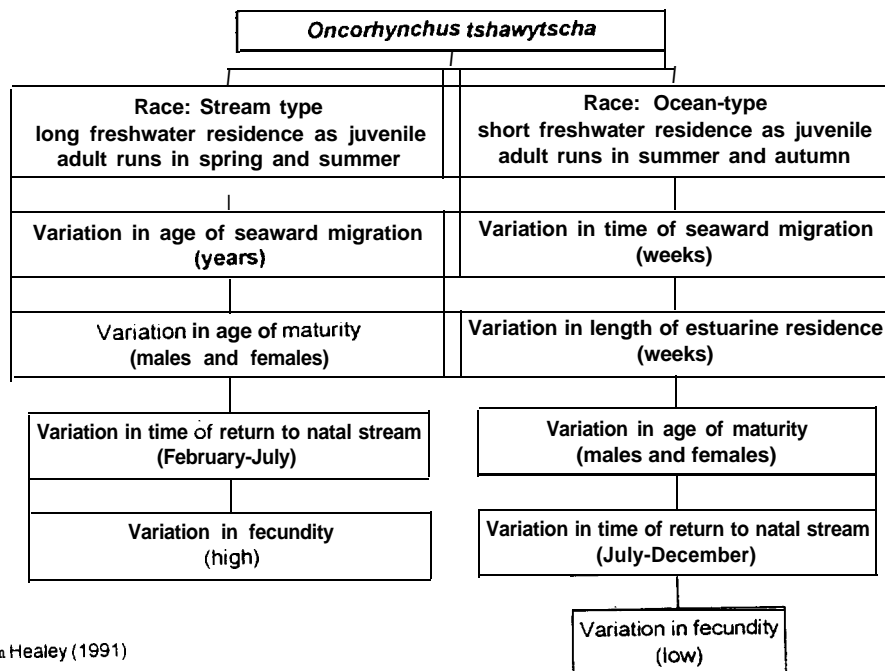 Oncorhynchus tshawytscha
Race: Stream type
long freshwater residence as juvenile
adult runs in spring and summer
Variation in age of seaward migration
(years)
Variation in age of maturity
(males and females)
Variation in time of return to natal stream
(February-July)
Variation in fecundity
(high)
Race: Ocean-type
short freshwater residence as juvenile
adult runs in summer and autumn
Variation in time of seaward migration
(weeks)
Variation in length of estuarine residence
(weeks)
Variation in age of maturity
(males and females)
Variation in time of return to natal stream
(July-December)
Variation in fecundity
(low)
Healey (1991)